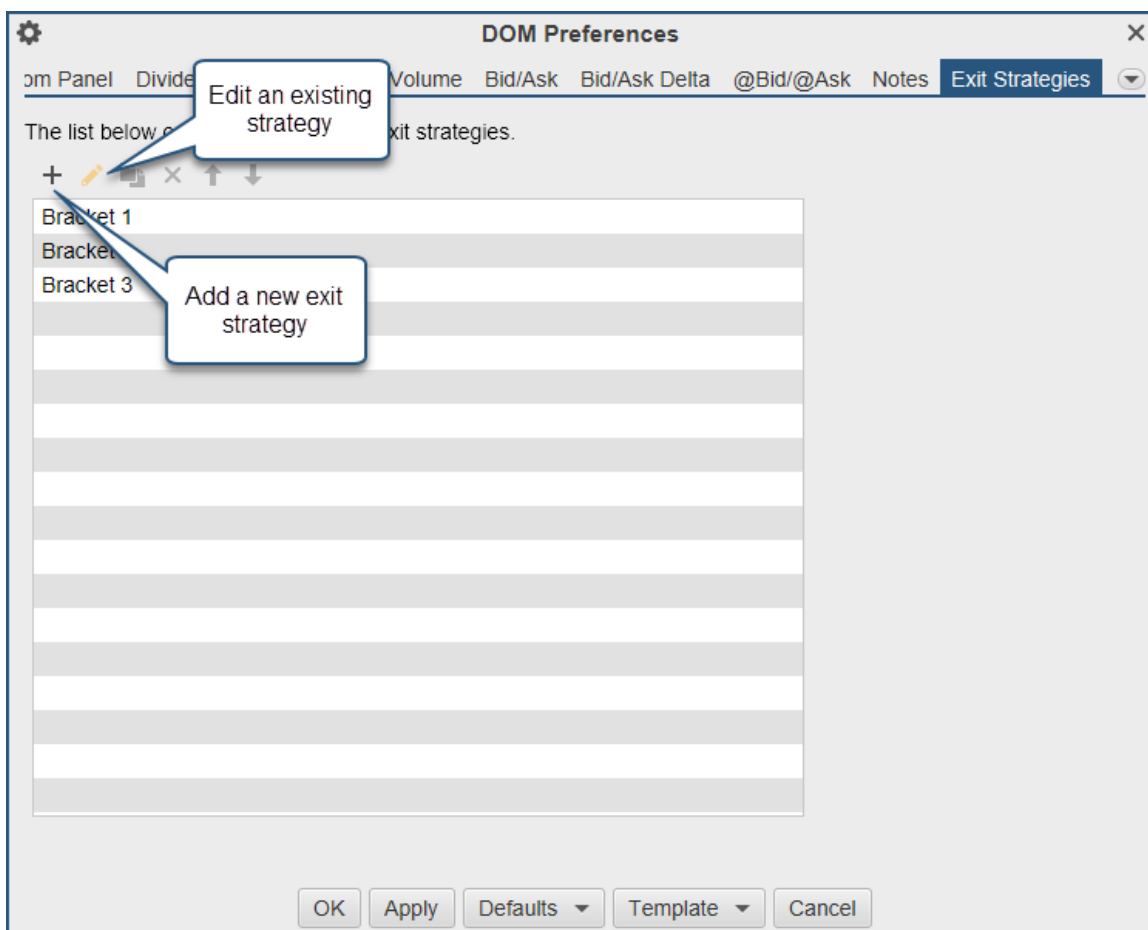 DOM Preferences
om Panel Divide Volume Bid/Ask Bid/Ask Delta @Bid/@Ask Notes Exit Strategies
Edit an existing
strategy
The list below xit strategies.
Bracket 1
Bracket
Bracket 3
Add a new exit
strategy
OK Apply Defaults Template Cancel